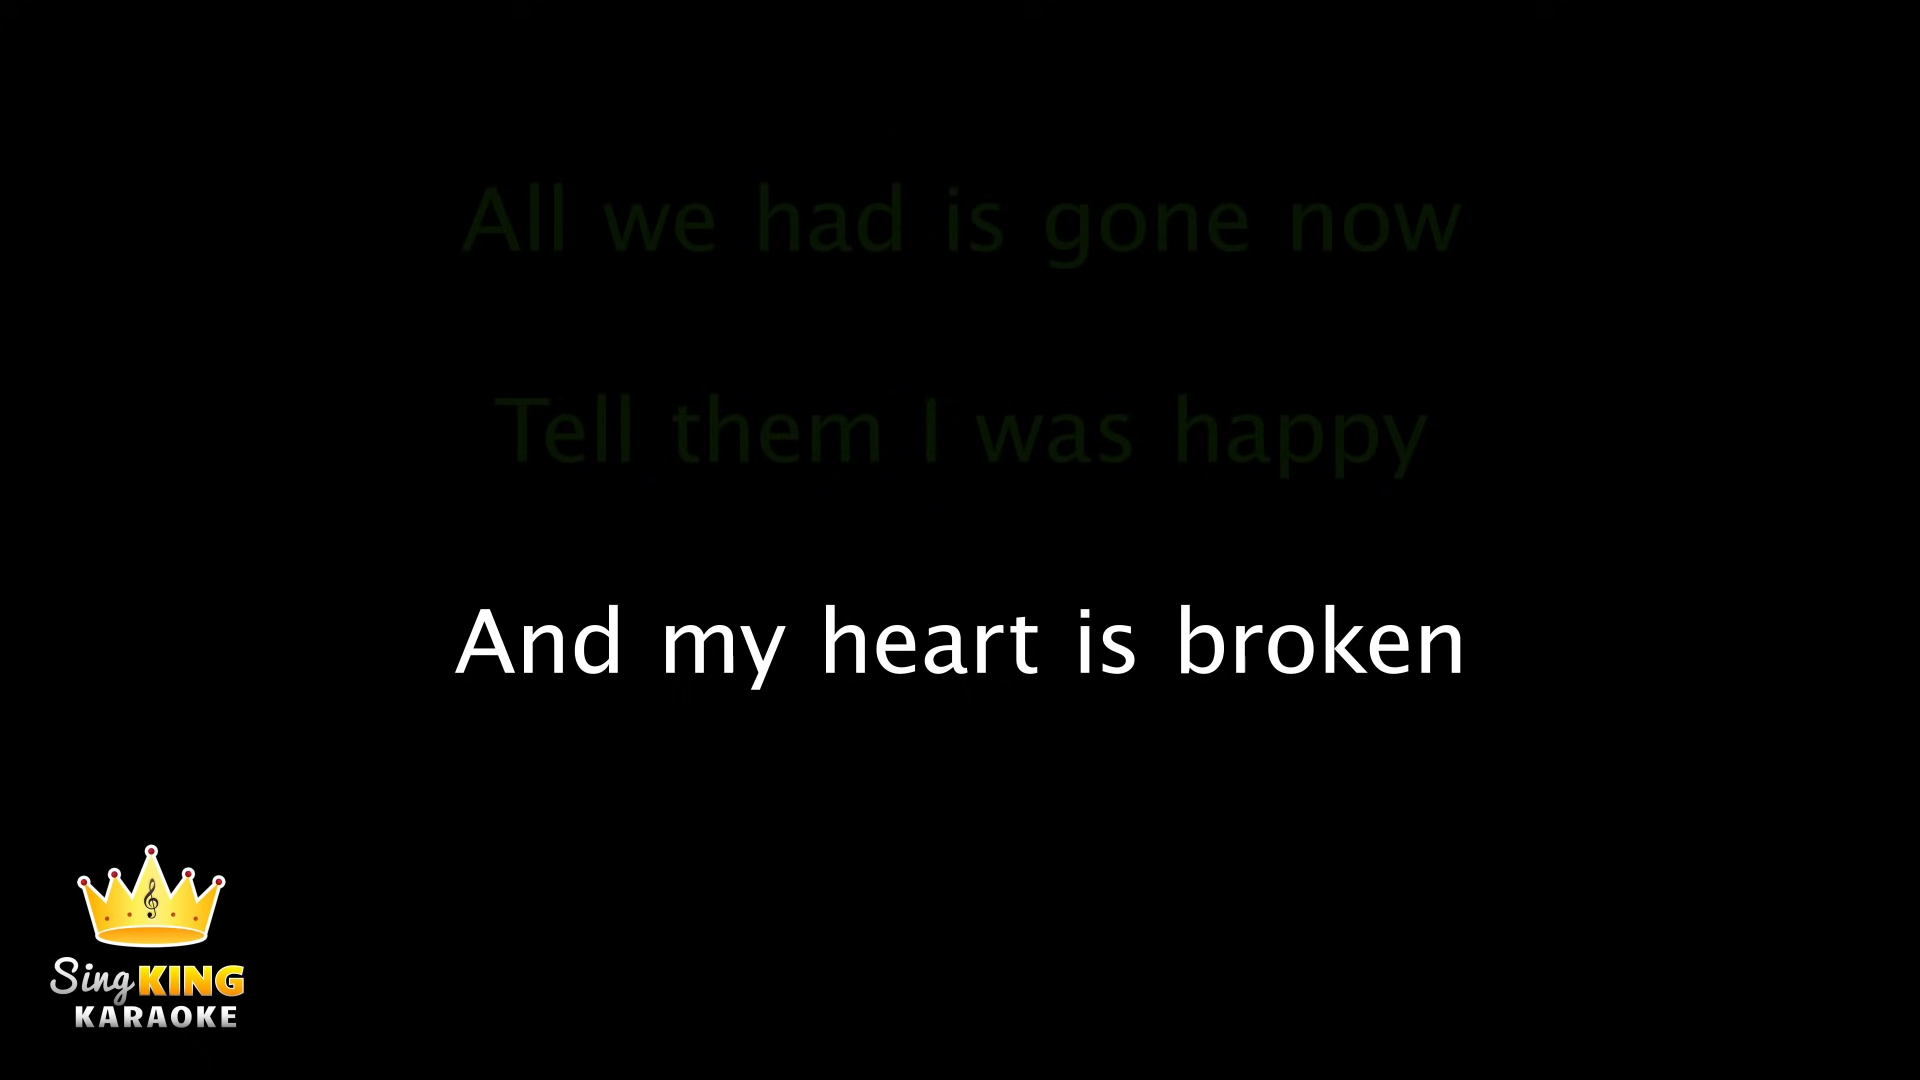 All we had is gone now
Tell them I was happy
And my heart is broken
Sing KING
KARAOKE